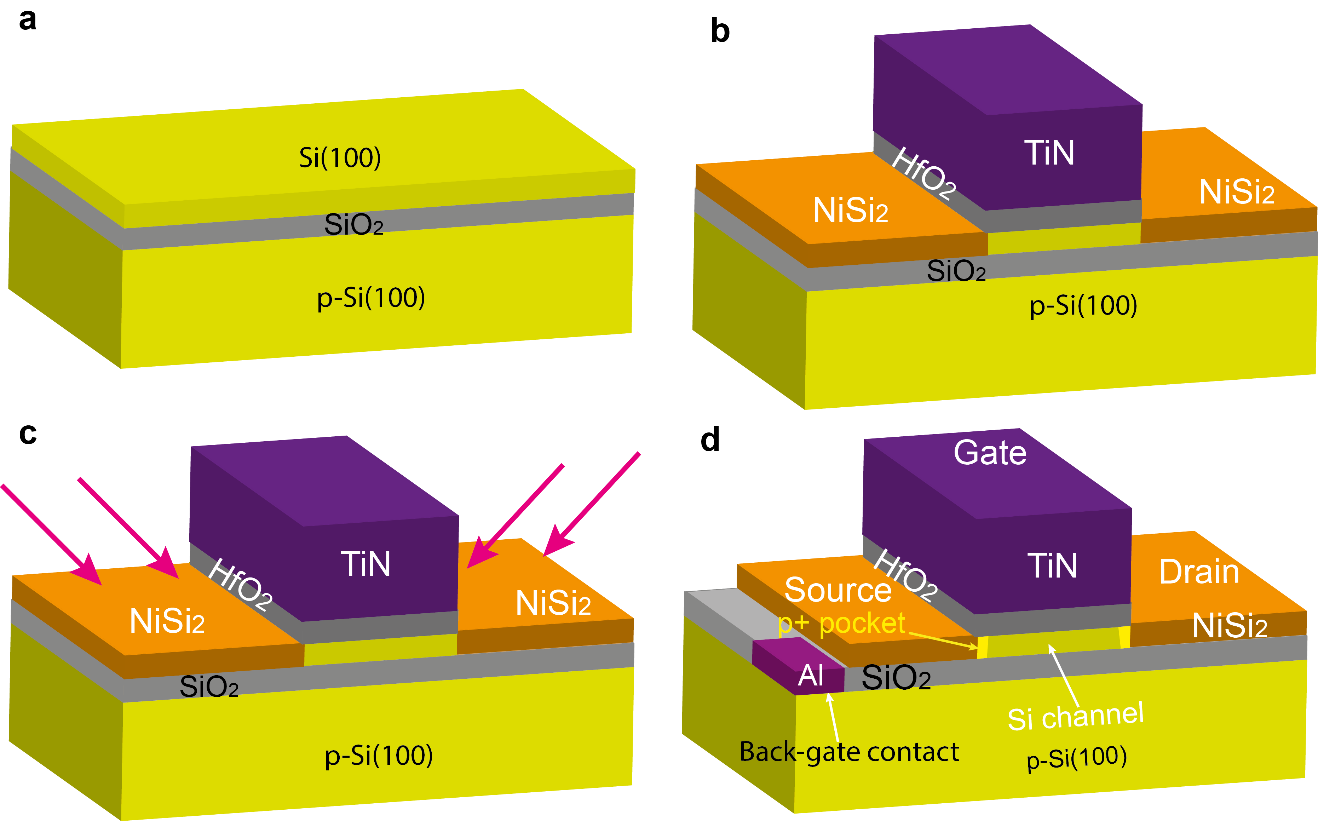 a
Si(100)
SiO2
p-Si(100)
b
TiN
HfO2
NiSi2
NiSi2
SiO2
p-Si(100)
c
TiN
HfO2
NiSi2
NiSi2
SiO2
p-Si(100)
d
Gate
HfO2
TiN
Source
Drain
p+ pocket
NiSi2
Al
SiO2
Si channel
Back-gate contact
p-Si(100)